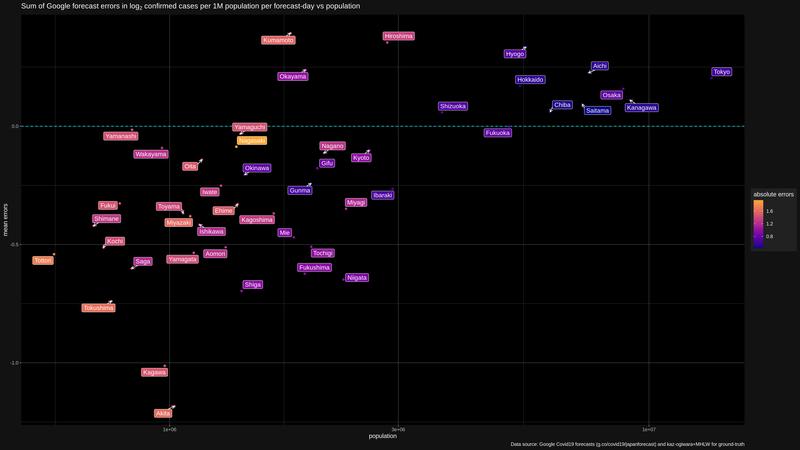 Sum of Google forecast errors in log₂ confirmed cases per 1M population per forecast-day vs population
Kumamoto
Hiroshima
Hyogo
Aichi
Tokyo
Okayama
Hokkaido
Osaka
Shizuoka
Chiba
Saitama
Kanagawa
0.0
Yamaguchi
Fukuoka
Yamanashi
Nagasaki
Nagano
Wakayama
Kyoto
Oita
Okinawa
Gifu
Iwate
Gunma
Ibaraki
absolute errors
1.6
1.2
0.8
Fukui
Toyama
Ehime
Miyagi
Shimane
Miyazaki
Kagoshima
Ishikawa
Mie
mean errors
Kochi
-0.5
Tottori
Saga
Yamagata
Aomori
Tochigi
Fukushima
Niigata
Shiga
Tokushima
-1.0
Kagawa
Akita
1e+06
3e+06
1e+07
population
Data source: Google Covid19 forecasts (g.co/covid19/japanforecast) and kaz-ogiwara+MHLW for ground-truth